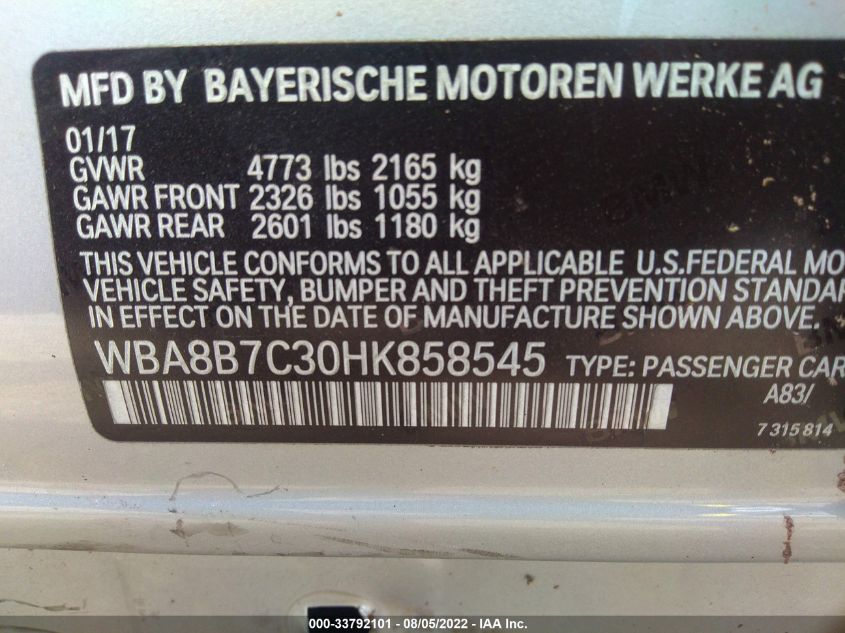 MFD BY BAYERISCHE MOTOREN WERKE AG
01/17
GVWR 4773 lbs 2165 kg
GAWR FRONT 2326 lbs 1055 kg
GAWR REAR 2601 lbs 1180 kg
THIS VEHICLE CONFORMS TO ALL APPLICABLE U.S.FEDERAL MO
VEHICLE SAFETY, BUMPER AND THEFT PREVENTION STANDAR
IN EFFECT ON THE DATE OF MANUFACTURE SHOWN ABOVE.
WBA8B7C30HK858545 TYPE: PASSENGER CAR
A83/
7 315 814
000-33792101 - 08/05/2022 - IAA Inc.